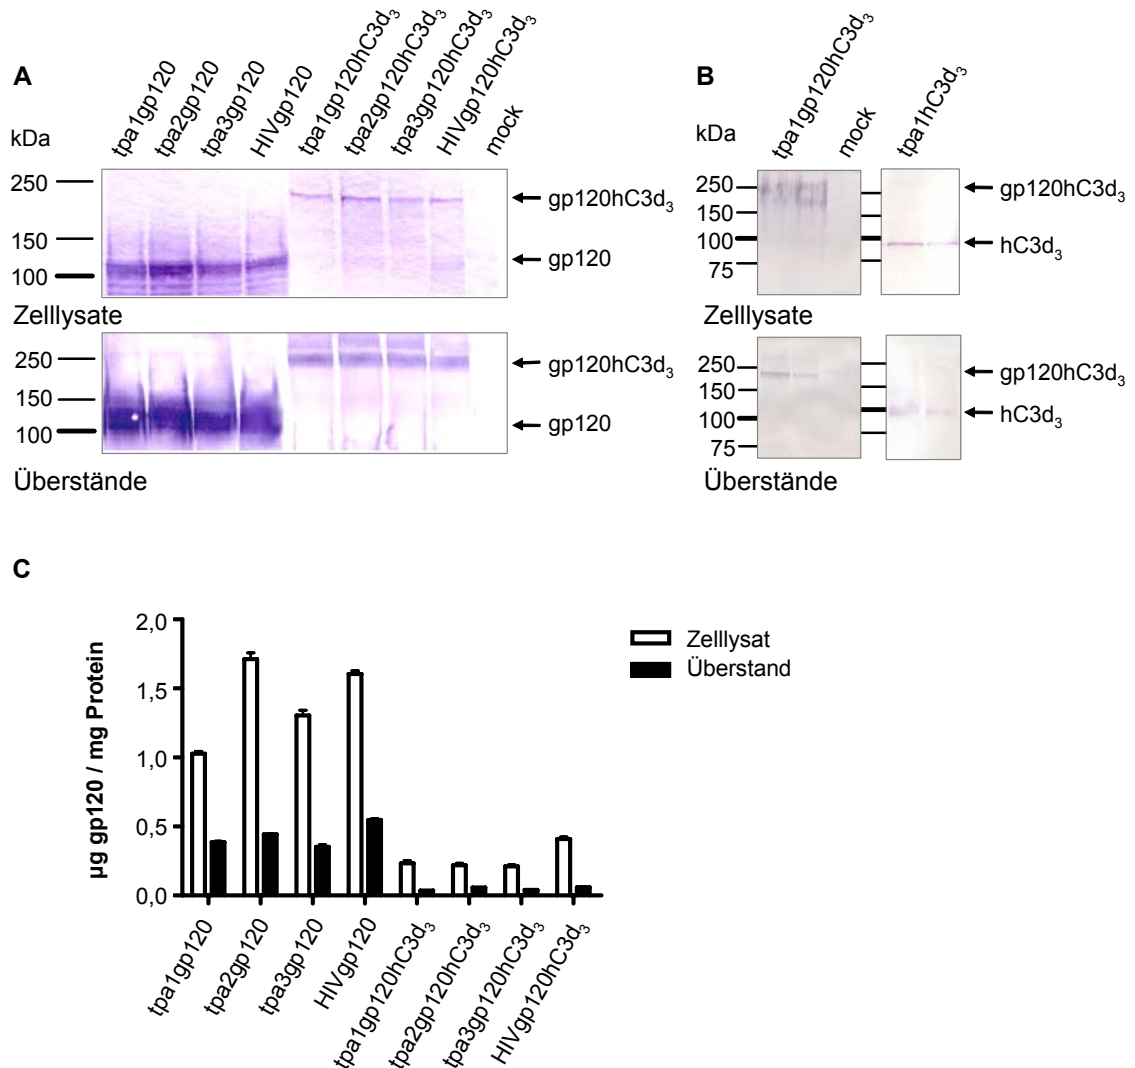 A
tpa1gp120
tpa2gp120
tpa3gp120
HIVgp120
tpa1gp120hC3d₃
tpa2gp120hC3d₃
tpa3gp120hC3d₃
HIVgp120hC3d₃
mock
kDa
250
150
100
gp120hC3d₃
gp120
Zelllysate
250
150
100
gp120hC3d₃
gp120
Überstände
B
tpa1gp120hC3d₃
mock
tpa1hC3d₃
kDa
250
150
100
75
gp120hC3d₃
hC3d₃
Zelllysate
250
150
100
75
gp120hC3d₃
hC3d₃
Überstände
C
µg gp120 / mg Protein
2,0
1,5
1,0
0,5
0,0
Zelllysat
Überstand
tpa1gp120
tpa2gp120
tpa3gp120
HIVgp120
tpa1gp120hC3d₃
tpa2gp120hC3d₃
tpa3gp120hC3d₃
HIVgp120hC3d₃